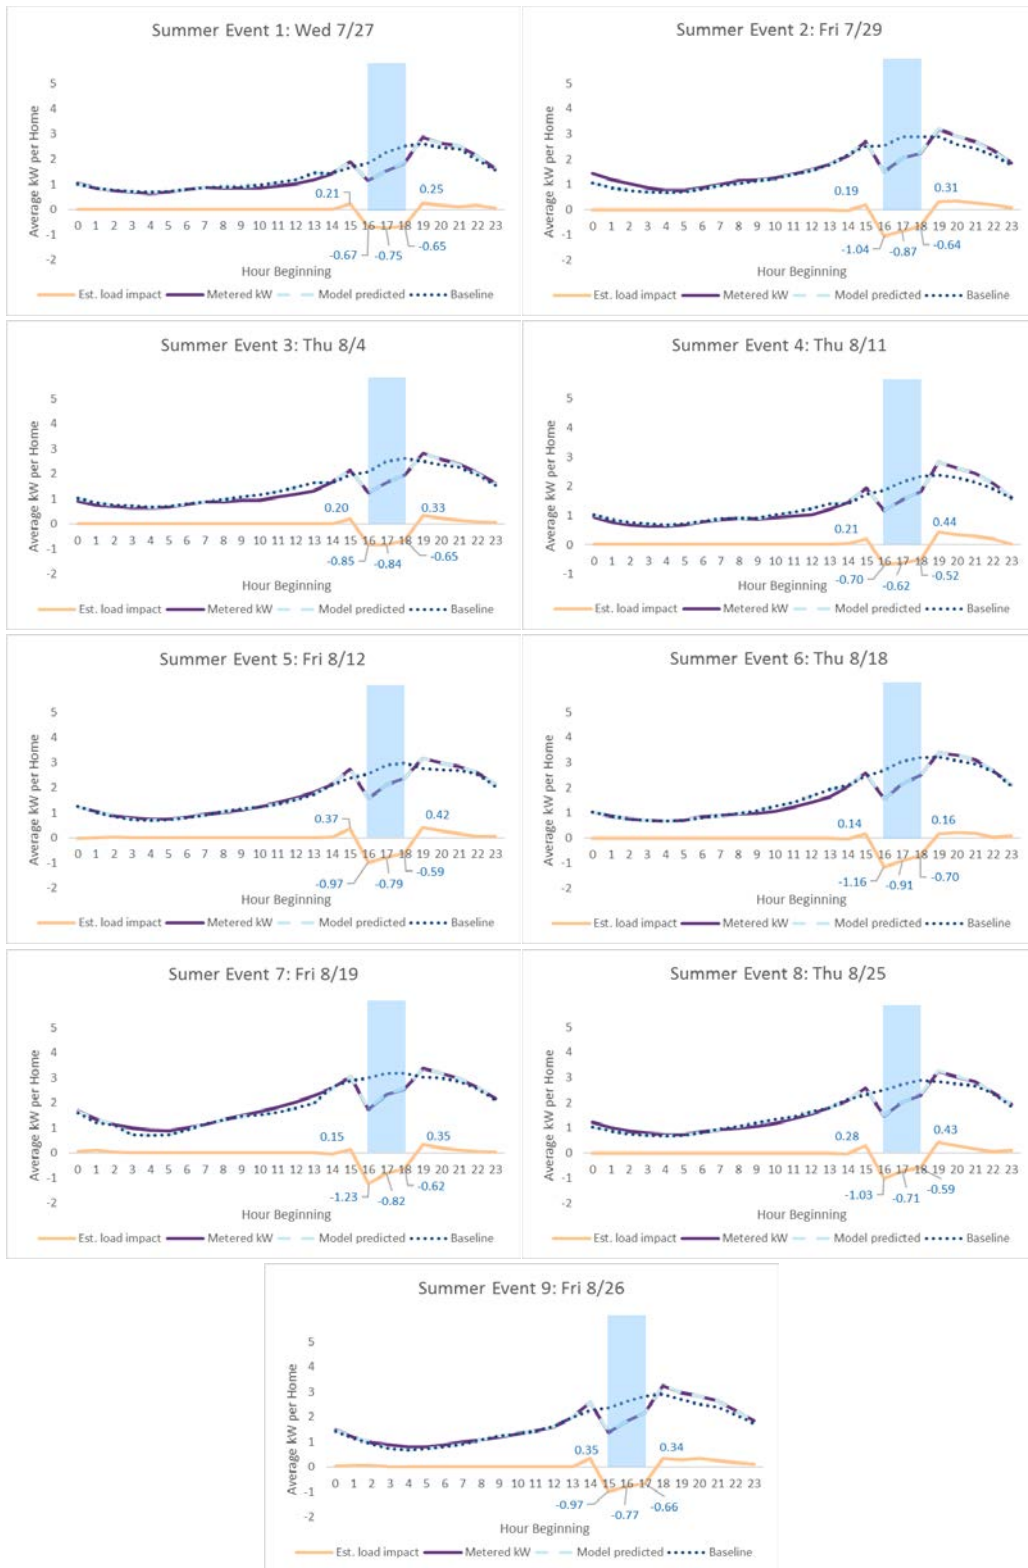 Summer Event 1: Wed 7/27
Average kW per Home
5
4
3
2
1
0
-1
-2
0 1 2 3 4 5 6 7 8 9 10 11 12 13 14 15 16 17 18 19 20 21 22 23
0.21
0.25
-0.67
-0.75
-0.65
Hour Beginning
Est. load impact Metered kW Model predicted Baseline
Summer Event 2: Fri 7/29
Average kW per Home
5
4
3
2
1
0
-1
-2
0 1 2 3 4 5 6 7 8 9 10 11 12 13 14 15 16 17 18 19 20 21 22 23
0.19
0.31
-1.04
-0.87
-0.64
Hour Beginning
Est. load impact Metered kW Model predicted Baseline
Summer Event 3: Thu 8/4
Average kW per Home
5
4
3
2
1
0
-1
-2
0 1 2 3 4 5 6 7 8 9 10 11 12 13 14 15 16 17 18 19 20 21 22 23
0.20
0.33
-0.85
-0.84
-0.65
Hour Beginning
Est. load impact Metered kW Model predicted Baseline
Summer Event 4: Thu 8/11
Average kW per Home
5
4
3
2
1
0
-1
0 1 2 3 4 5 6 7 8 9 10 11 12 13 14 15 16 17 18 19 20 21 22 23
0.21
0.44
-0.70
-0.62
-0.52
Hour Beginning
Est. load impact Metered kW Model predicted Baseline
Summer Event 5: Fri 8/12
Average kW per Home
5
4
3
2
1
0
-1
-2
0 1 2 3 4 5 6 7 8 9 10 11 12 13 14 15 16 17 18 19 20 21 22 23
0.37
0.42
-0.97
-0.79
-0.59
Hour Beginning
Est. load impact Metered kW Model predicted Baseline
Summer Event 6: Thu 8/18
Average kW per Home
5
4
3
2
1
0
-1
-2
0 1 2 3 4 5 6 7 8 9 10 11 12 13 14 15 16 17 18 19 20 21 22 23
0.14
0.16
-1.16
-0.91
-0.70
Hour Beginning
Est. load impact Metered kW Model predicted Baseline
Sumer Event 7: Fri 8/19
Average kW per Home
5
4
3
2
1
0
-1
-2
0 1 2 3 4 5 6 7 8 9 10 11 12 13 14 15 16 17 18 19 20 21 22 23
0.15
0.35
-1.23
-0.82
-0.62
Hour Beginning
Est. load impact Metered kW Model predicted Baseline
Summer Event 8: Thu 8/25
Average kW per Home
5
4
3
2
1
0
-1
-2
0 1 2 3 4 5 6 7 8 9 10 11 12 13 14 15 16 17 18 19 20 21 22 23
0.28
0.43
-1.03
-0.71
-0.59
Hour Beginning
Est. load impact Metered kW Model predicted Baseline
Summer Event 9: Fri 8/26
Average kW per Home
5
4
3
2
1
0
-1
-2
0 1 2 3 4 5 6 7 8 9 10 11 12 13 14 15 16 17 18 19 20 21 22 23
0.35
0.34
-0.97
-0.77
-0.66
Hour Beginning
Est. load impact Metered kW Model predicted Baseline